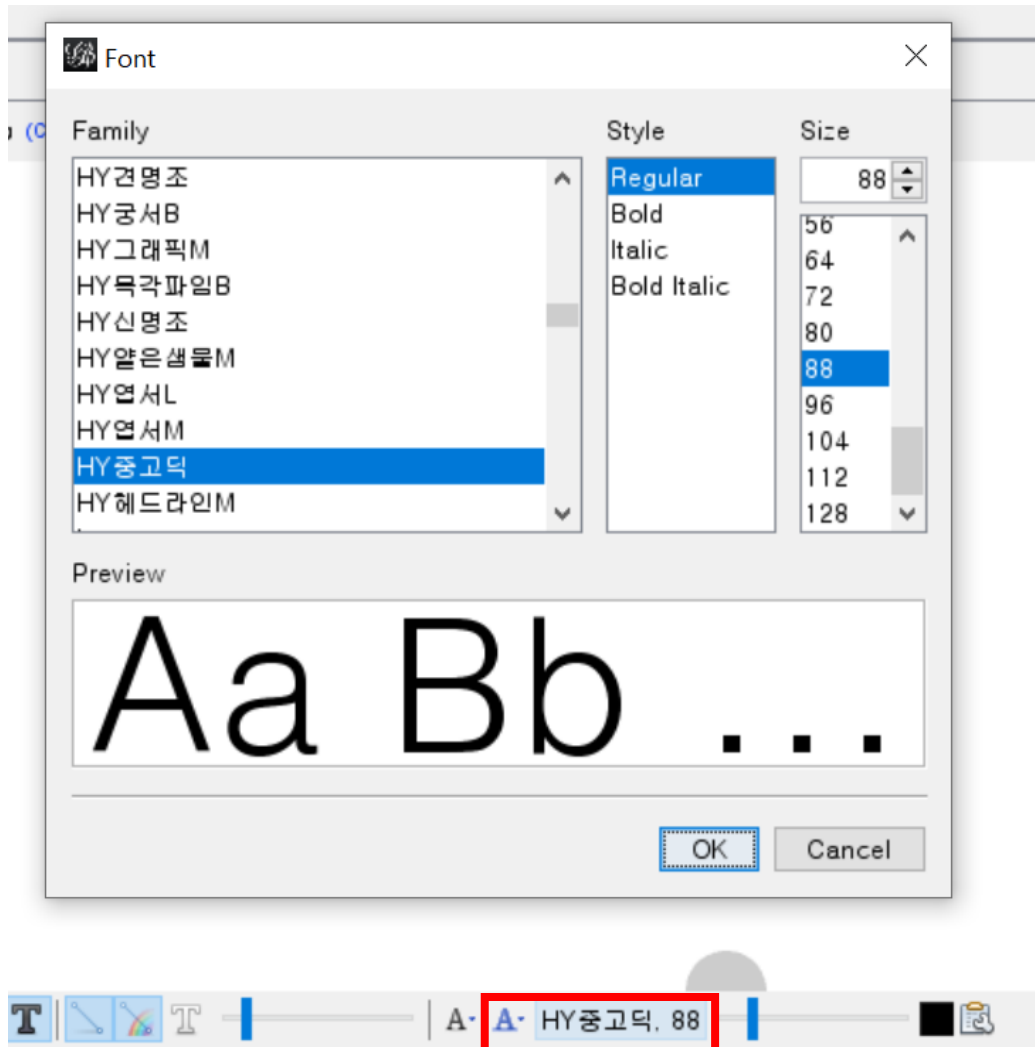 Font
(C
Family
Style
Size
HY견명조
HY궁서B
HY그래픽M
HY목각파임B
HY신명조
HY얕은샘물M
HY엽서L
HY엽서M
HY중고딕
HY헤드라인M
Regular
Bold
Italic
Bold Italic
88
56
64
72
80
88
96
104
112
128
Preview
Aa Bb ...
OK
Cancel
T
T
A
A
HY중고딕, 88